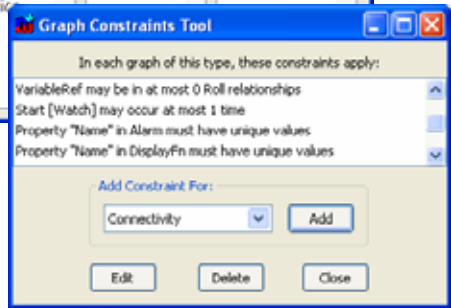 Graph Constraints Tool
In each graph of this type, these constraints apply:
VariableRef may be in at most 0 Roll relationships
Start [Watch] may occur at most 1 time
Property "Name" in Alarm must have unique values
Property "Name" in DisplayFn must have unique values
Add Constraint For:
Connectivity
Add
Edit
Delete
Close